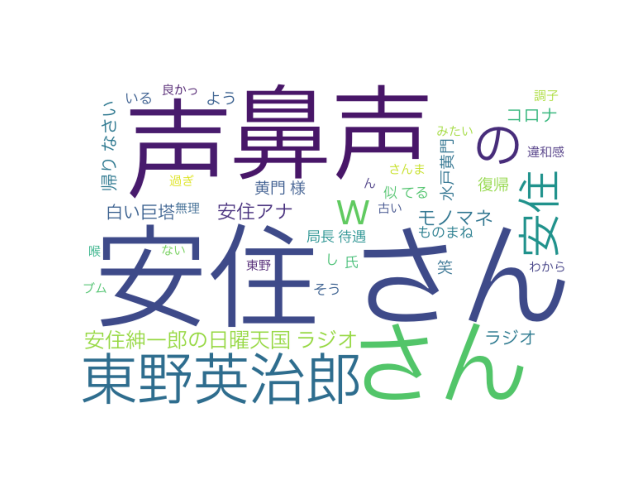 良かっ
いる
よう
声
鼻声
の
調子
コロナ
みたい
違和感
帰り なさい
水戸黄門
さんま
過ぎ
黄門 様
ん
似 てる
復帰
安住
白い巨塔
無理
安住アナ
w
古い
モノマネ
ものまね
局長 待遇
安住 さん
喉
ない
東野
し
氏
笑
わから
ブム
そう
安住紳一郎の日曜天国 ラジオ
さん
ラジオ
東野英治郎